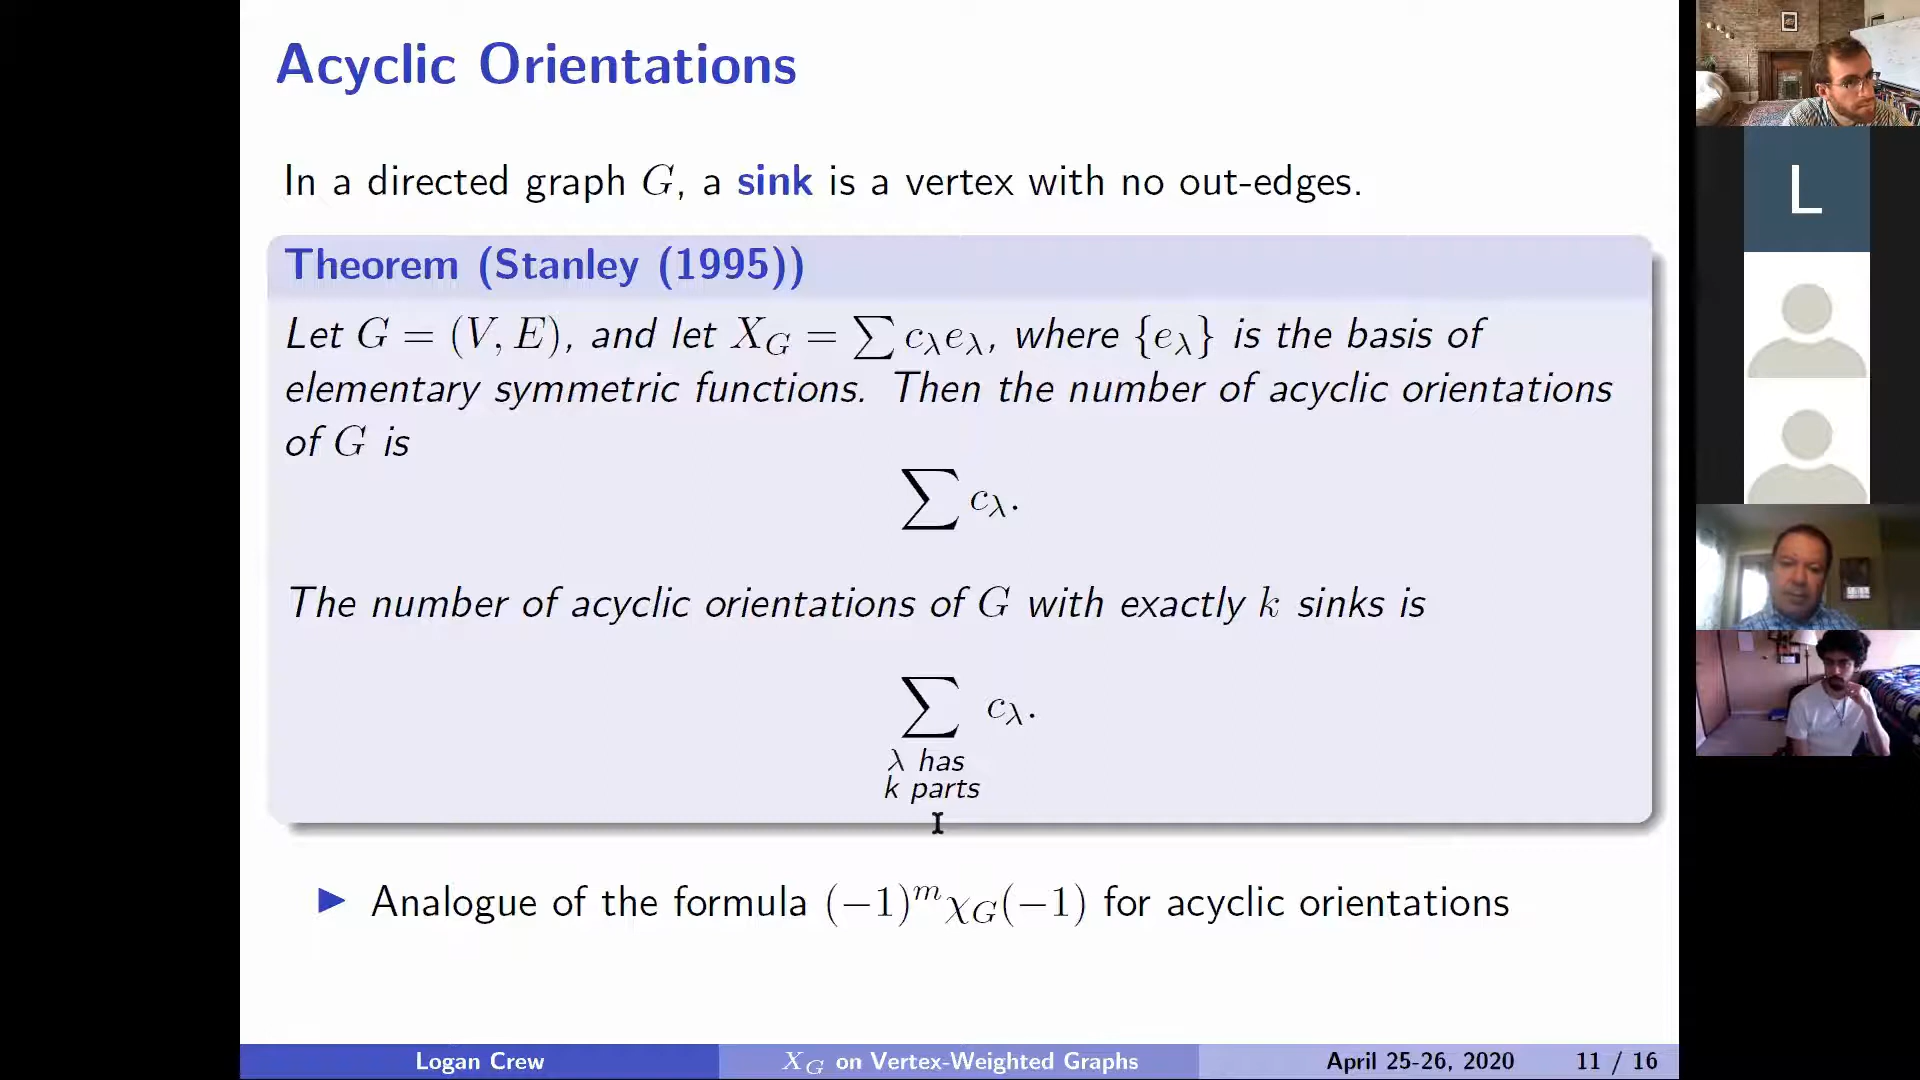 Acyclic Orientations
In a directed graph G, a sink is a vertex with no out-edges.
Theorem (Stanley (1995))
Let G = (V, E), and let X_G = ∑ c_λ e_λ, where {e_λ} is the basis of
elementary symmetric functions. Then the number of acyclic orientations
of G is
∑ c_λ.
The number of acyclic orientations of G with exactly k sinks is
∑ c_λ.
λ has
k parts
▶ Analogue of the formula (−1)^m χ_G(−1) for acyclic orientations
Logan Crew X_G on Vertex-Weighted Graphs April 25-26, 2020 11 / 16
L